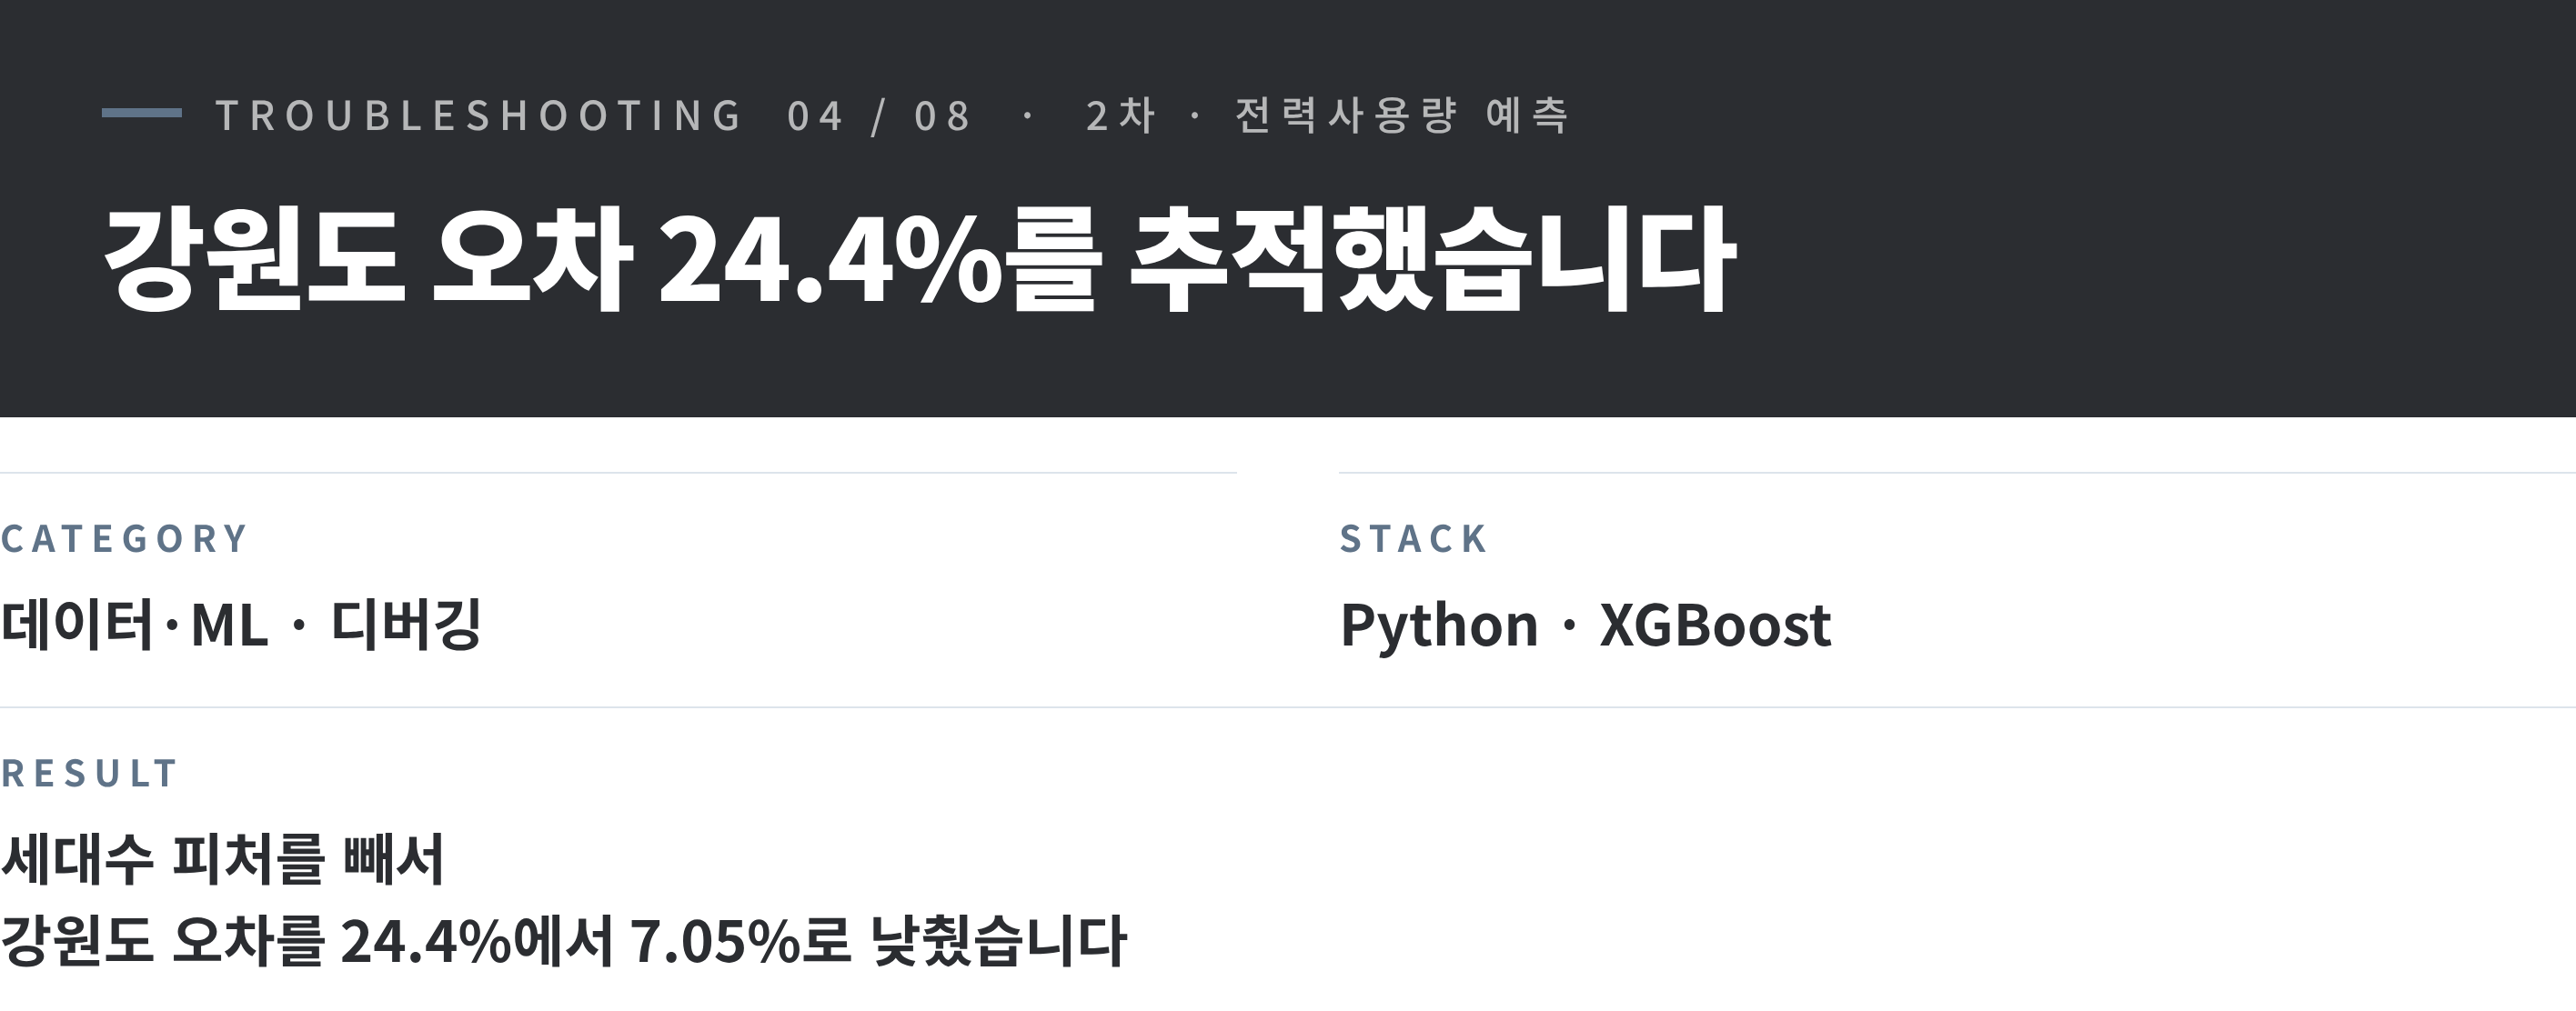 TROUBLESHOOTING 04 / 08 · 2차 · 전력사용량 예측
강원도 오차 24.4%를 추적했습니다
CATEGORY
데이터·ML · 디버깅
STACK
Python · XGBoost
RESULT
세대수 피처를 빼서
강원도 오차를 24.4%에서 7.05%로 낮췄습니다